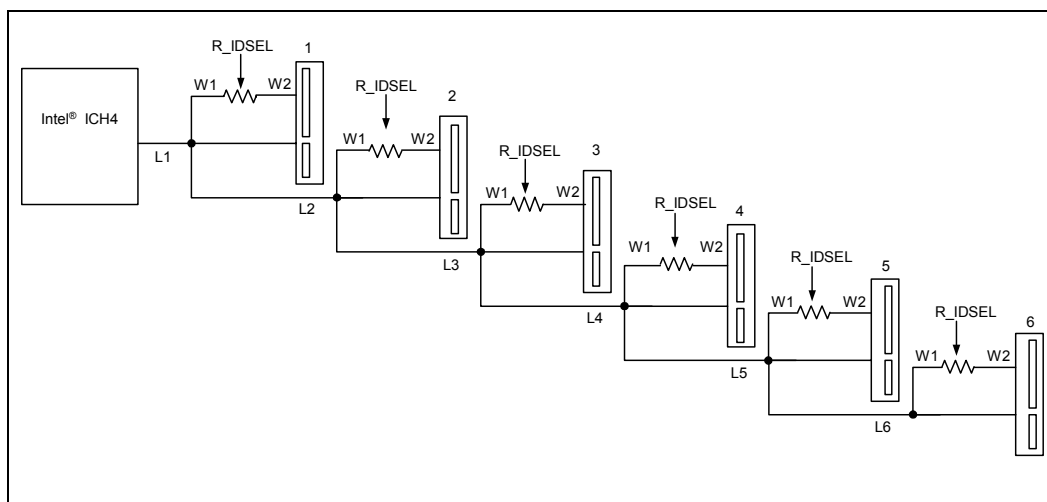 R_IDSEL
1
W1 W2
Intel® ICH4
L1
R_IDSEL
2
W1 W2
L2
R_IDSEL
3
W1 W2
L3
R_IDSEL
4
W1 W2
L4
R_IDSEL
5
W1 W2
L5
R_IDSEL
6
W1 W2
L6